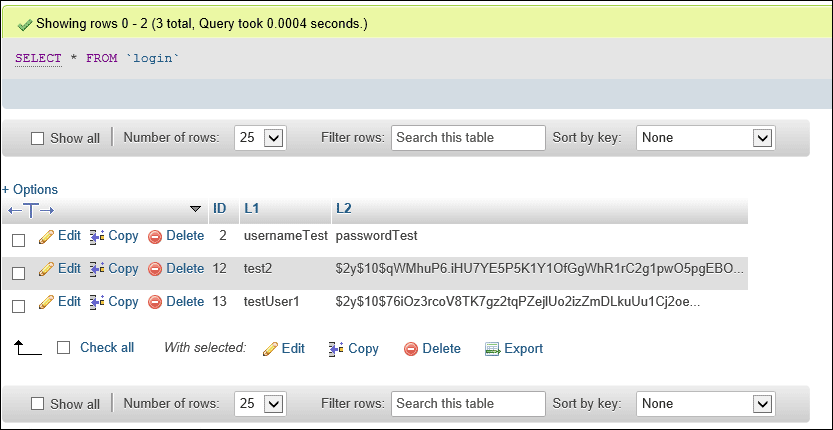 Showing rows 0 - 2 (3 total, Query took 0.0004 seconds.)
SELECT * FROM `login`
Show all Number of rows: 25 Filter rows: Search this table Sort by key: None
+ Options
ID L1 L2
Edit Copy Delete 2 usernameTest passwordTest
Edit Copy Delete 12 test2 $2y$10$qWMhuP6.iHU7YE5P5K1Y1OfGgWhR1rC2g1pwO5pgEBO...
Edit Copy Delete 13 testUser1 $2y$10$76iOz3rcoV8TK7gz2tqPZejlUo2izZmDLkuUu1Cj2oe...
Check all With selected: Edit Copy Delete Export
Show all Number of rows: 25 Filter rows: Search this table Sort by key: None